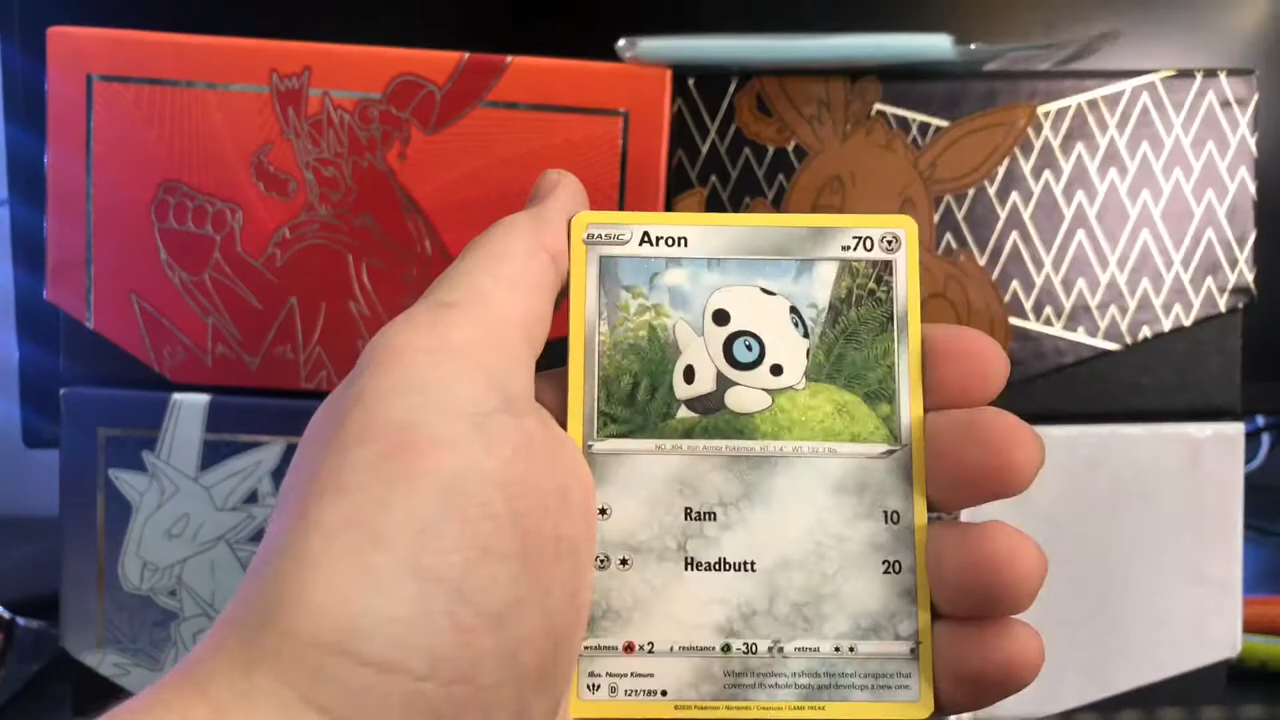 BASIC Aron HP 70
NO. 304 Iron Armor Pokémon HT: 1'4" WT: 132.3 lbs.
Ram 10
Headbutt 20
weakness ×2 resistance -30 retreat
Illus. Naoyo Kimura
When it evolves, it sheds the steel carapace that
covered its whole body and develops a new one.
D 121/189
©2020 Pokémon / Nintendo / Creatures / GAME FREAK